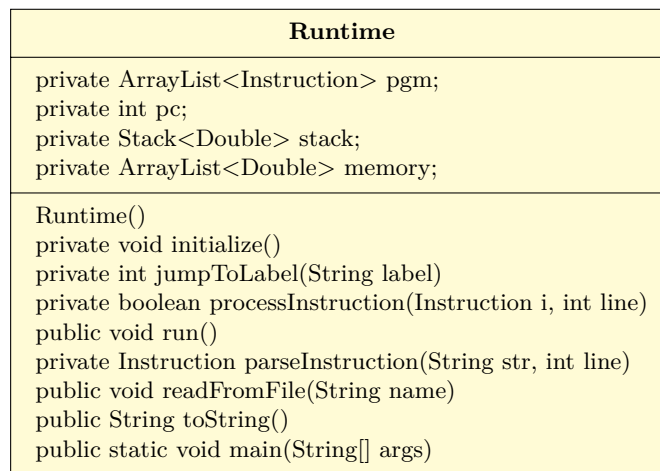 Runtime
private ArrayList<Instruction> pgm;
private int pc;
private Stack<Double> stack;
private ArrayList<Double> memory;
Runtime()
private void initialize()
private int jumpToLabel(String label)
private boolean processInstruction(Instruction i, int line)
public void run()
private Instruction parseInstruction(String str, int line)
public void readFromFile(String name)
public String toString()
public static void main(String[] args)